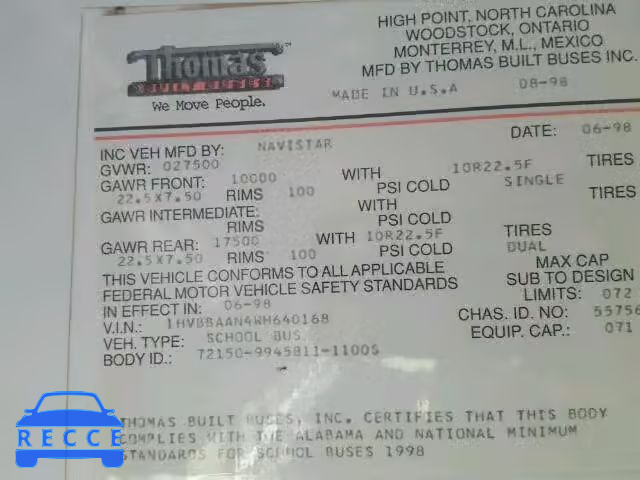 Thomas
BUILT BUSES
We Move People.
HIGH POINT, NORTH CAROLINA
WOODSTOCK, ONTARIO
MONTERREY, M.L., MEXICO
MFD BY THOMAS BUILT BUSES INC.
MADE IN U.S.A 08-98
INC VEH MFD BY: NAVISTAR DATE: 06-98
GVWR: 027500
GAWR FRONT: 10000 WITH 10R22.5F TIRES
22.5X7.50 RIMS 100 PSI COLD SINGLE
GAWR INTERMEDIATE: WITH TIRES
RIMS PSI COLD
GAWR REAR: 17500 WITH 10R22.5F TIRES
22.5X7.50 RIMS 100 PSI COLD DUAL
THIS VEHICLE CONFORMS TO ALL APPLICABLE MAX CAP
FEDERAL MOTOR VEHICLE SAFETY STANDARDS SUB TO DESIGN
IN EFFECT IN: 06-98 LIMITS: 072
V.I.N.: 1HVBBAAN4WH640168 CHAS. ID. NO: 55756
VEH. TYPE: SCHOOL BUS EQUIP. CAP.: 071
BODY ID.: 72150-9945811-1100S
THOMAS BUILT BUSES, INC. CERTIFIES THAT THIS BODY
COMPLIES WITH THE ALABAMA AND NATIONAL MINIMUM
STANDARDS FOR SCHOOL BUSES 1998
RECCE